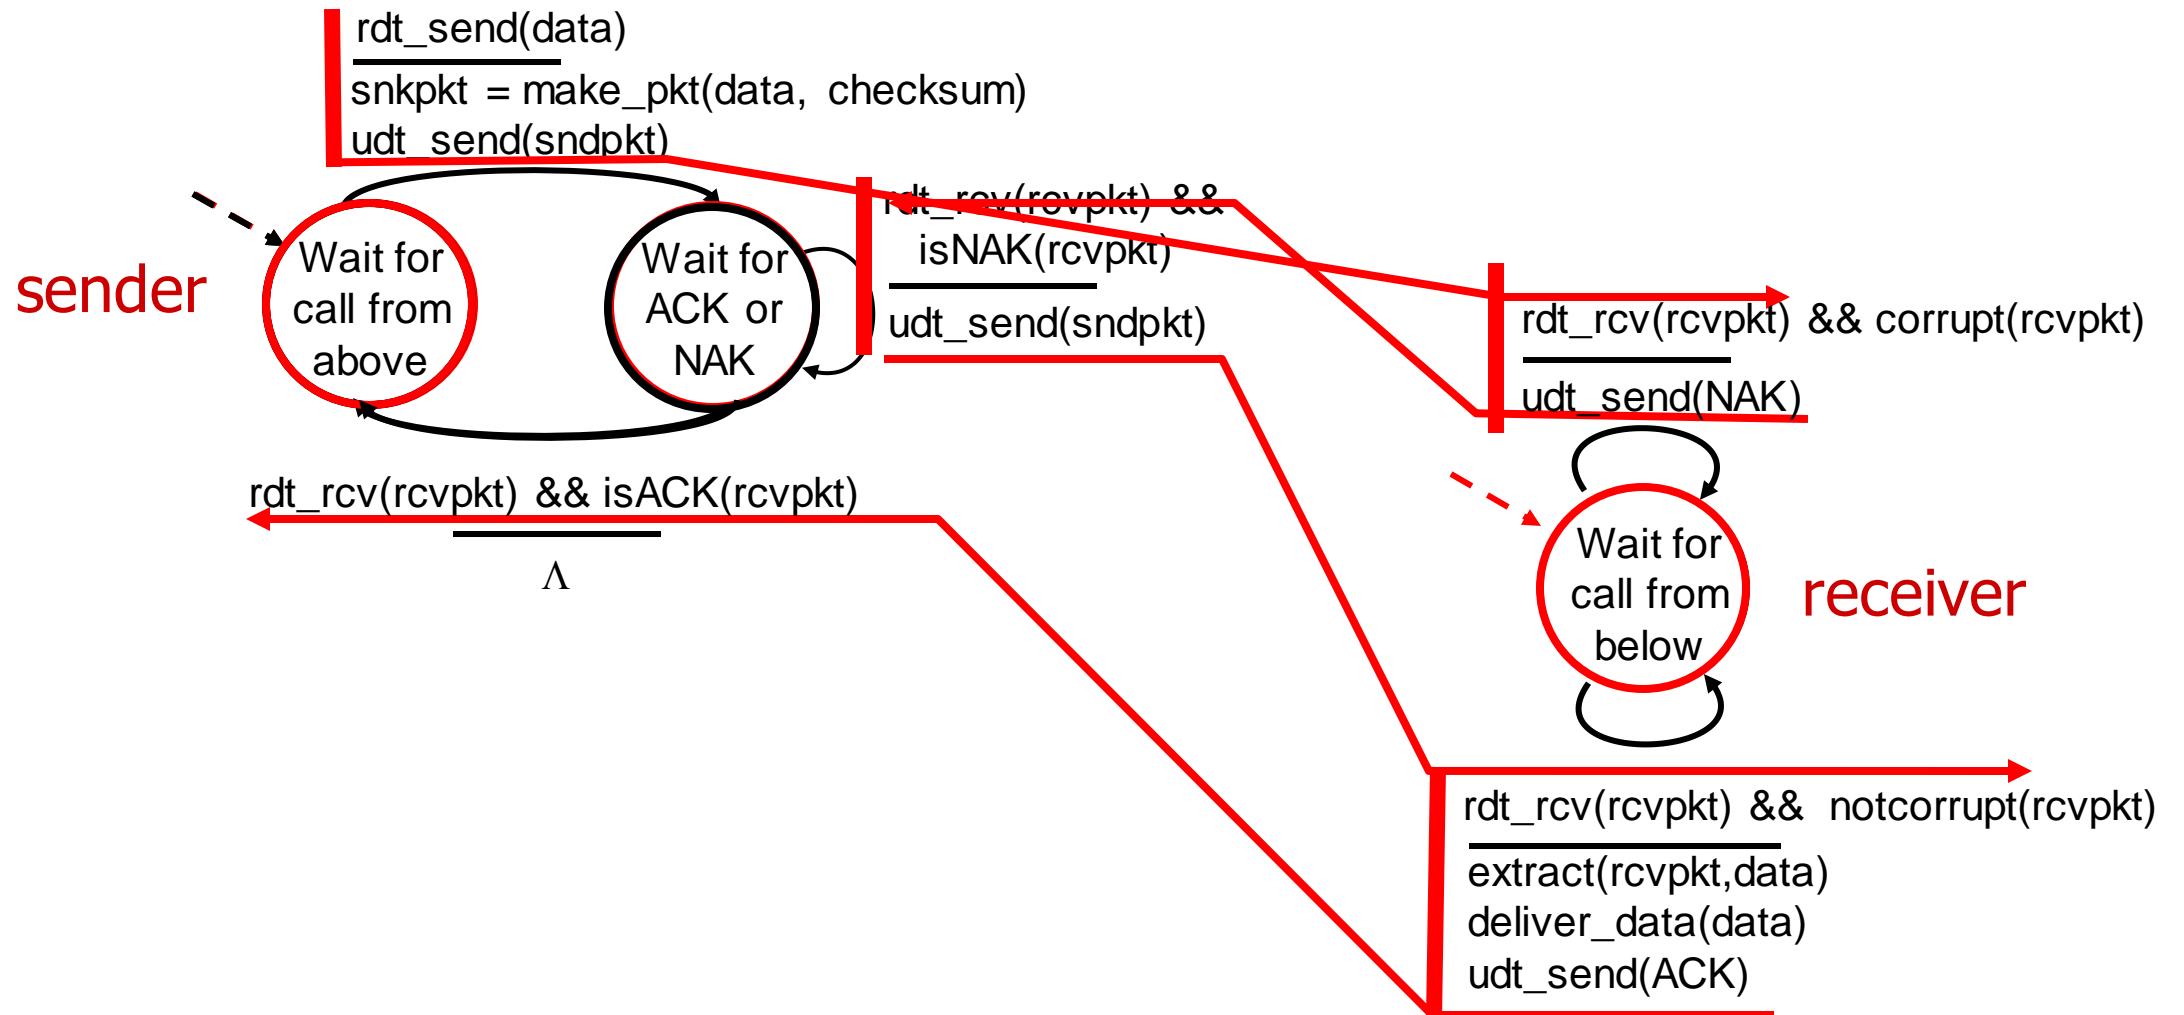 rdt_send(data)
snkpkt = make_pkt(data, checksum)
udt_send(sndpkt)
rdt_rcv(rcvpkt) &&
isNAK(rcvpkt)
udt_send(sndpkt)
sender
Wait for
call from
above
Wait for
ACK or
NAK
rdt_rcv(rcvpkt) && isACK(rcvpkt)
Λ
rdt_rcv(rcvpkt) && corrupt(rcvpkt)
udt_send(NAK)
Wait for
call from
below
receiver
rdt_rcv(rcvpkt) && notcorrupt(rcvpkt)
extract(rcvpkt,data)
deliver_data(data)
udt_send(ACK)